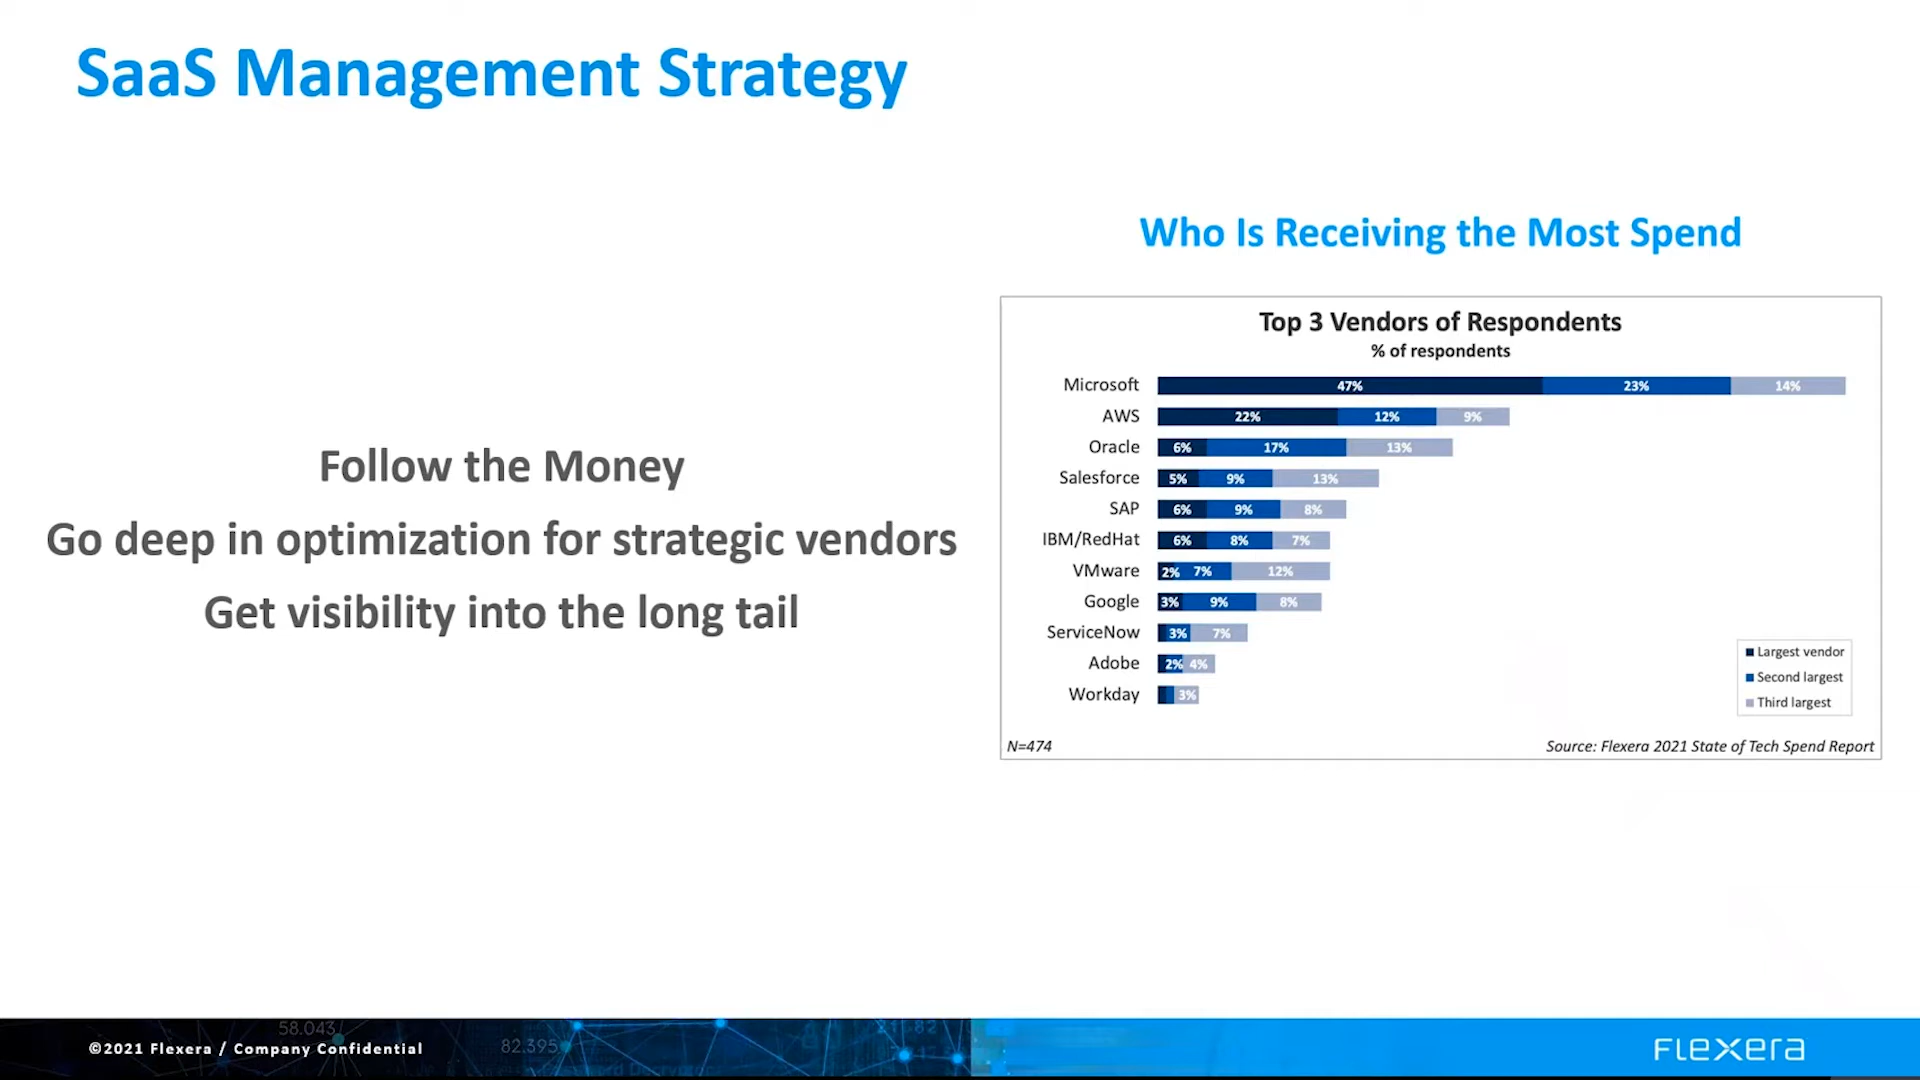 SaaS Management Strategy
Follow the Money
Go deep in optimization for strategic vendors
Get visibility into the long tail
Who Is Receiving the Most Spend
Top 3 Vendors of Respondents
% of respondents
Microsoft 47% 23% 14%
AWS 22% 12% 9%
Oracle 6% 17% 13%
Salesforce 5% 9% 13%
SAP 6% 9% 8%
IBM/RedHat 6% 8% 7%
VMware 2% 7% 12%
Google 3% 9% 8%
ServiceNow 3% 7%
Adobe 2% 4%
Workday 3%
Largest vendor
Second largest
Third largest
N=474
Source: Flexera 2021 State of Tech Spend Report
58.043
82.395
©2021 Flexera / Company Confidential
FLEXERA